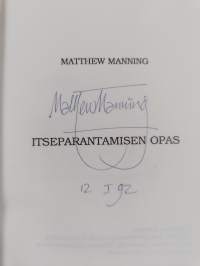 MATTHEW MANNING
Matthew Manning
ITSEPARANTAMISEN OPAS
12 I 92